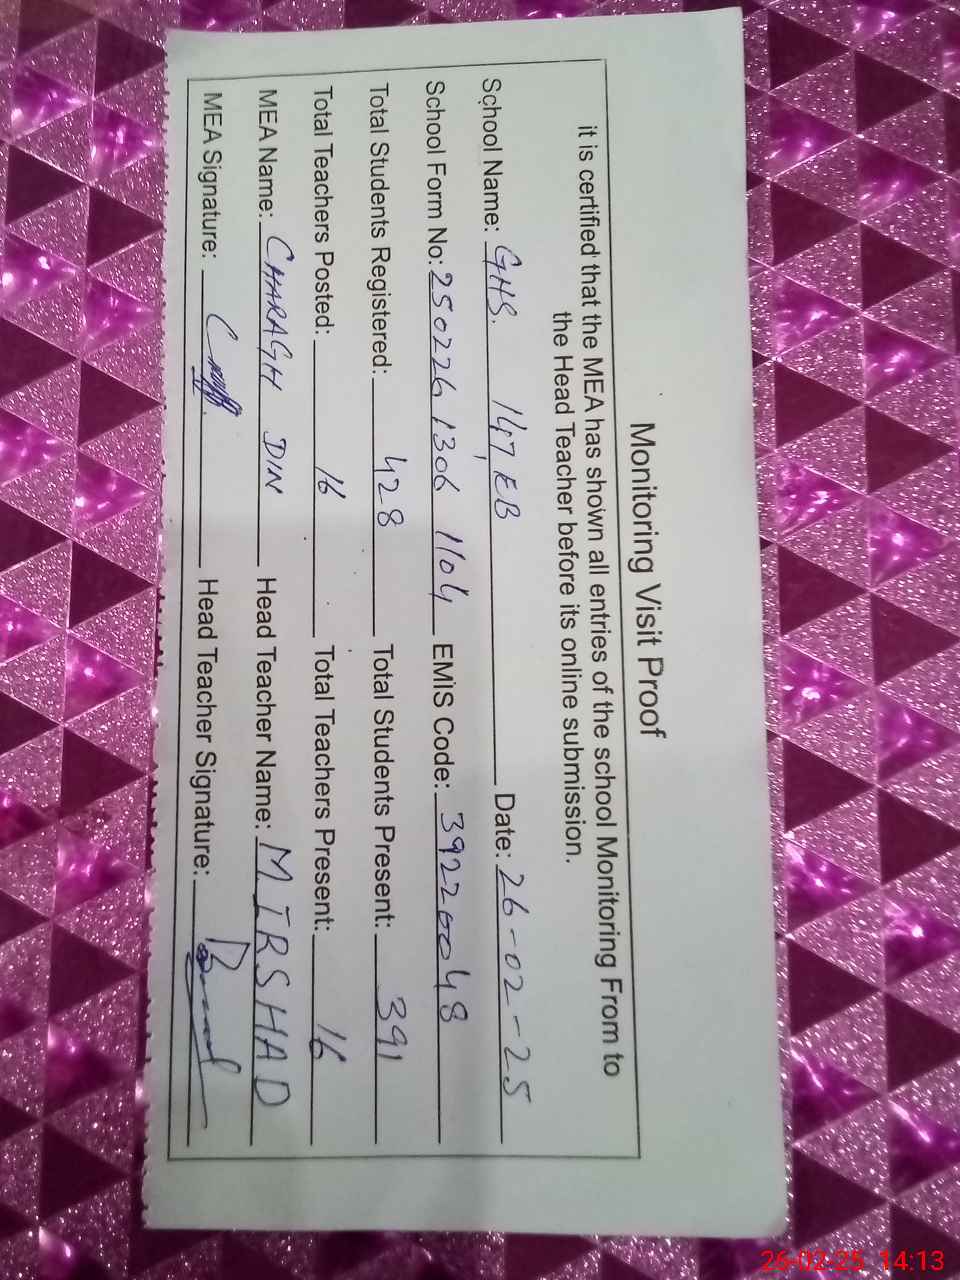 Monitoring Visit Proof
it is certified that the MEA has shown all entries of the school Monitoring From to
the Head Teacher before its online submission.
School Name: GHS. 147 EB Date: 26-02-25
School Form No: 250226 1306 1104 EMIS Code: 39220048
Total Students Registered: 428 Total Students Present: 391
Total Teachers Posted: 16 Total Teachers Present: 16
MEA Name: CHARAGH DIN Head Teacher Name: M IRSHAD
MEA Signature: Head Teacher Signature:
26-02-25 14:13